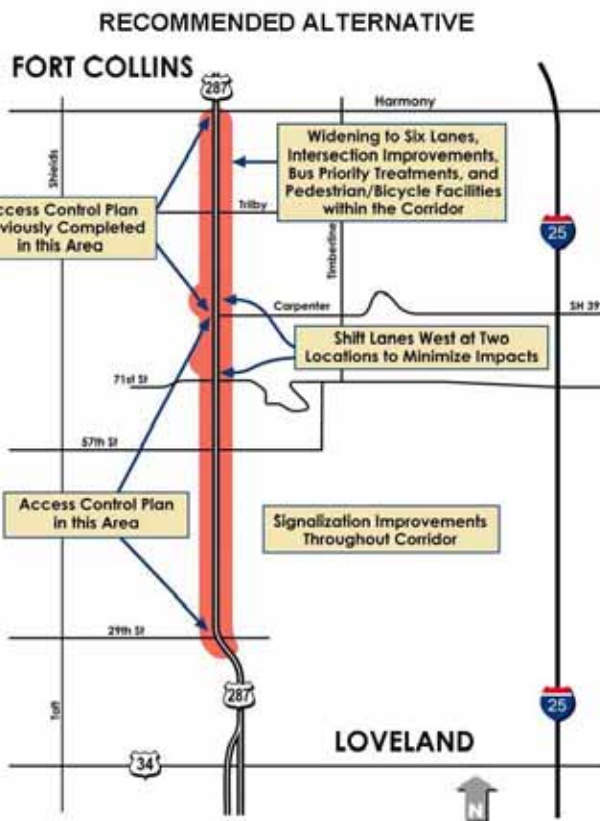 RECOMMENDED ALTERNATIVE
FORT COLLINS
287
Harmony
Shields
Widening to Six Lanes,
Intersection Improvements,
Bus Priority Treatments, and
Pedestrian/Bicycle Facilities
within the Corridor
Trilby
Timberline
ccess Control Plan
viously Completed
in this Area
25
Carpenter
SH 39
Shift Lanes West at Two
Locations to Minimize Impacts
71st St
57th St
Access Control Plan
in this Area
Signalization Improvements
Throughout Corridor
29th St
287
Taft
25
LOVELAND
34
N